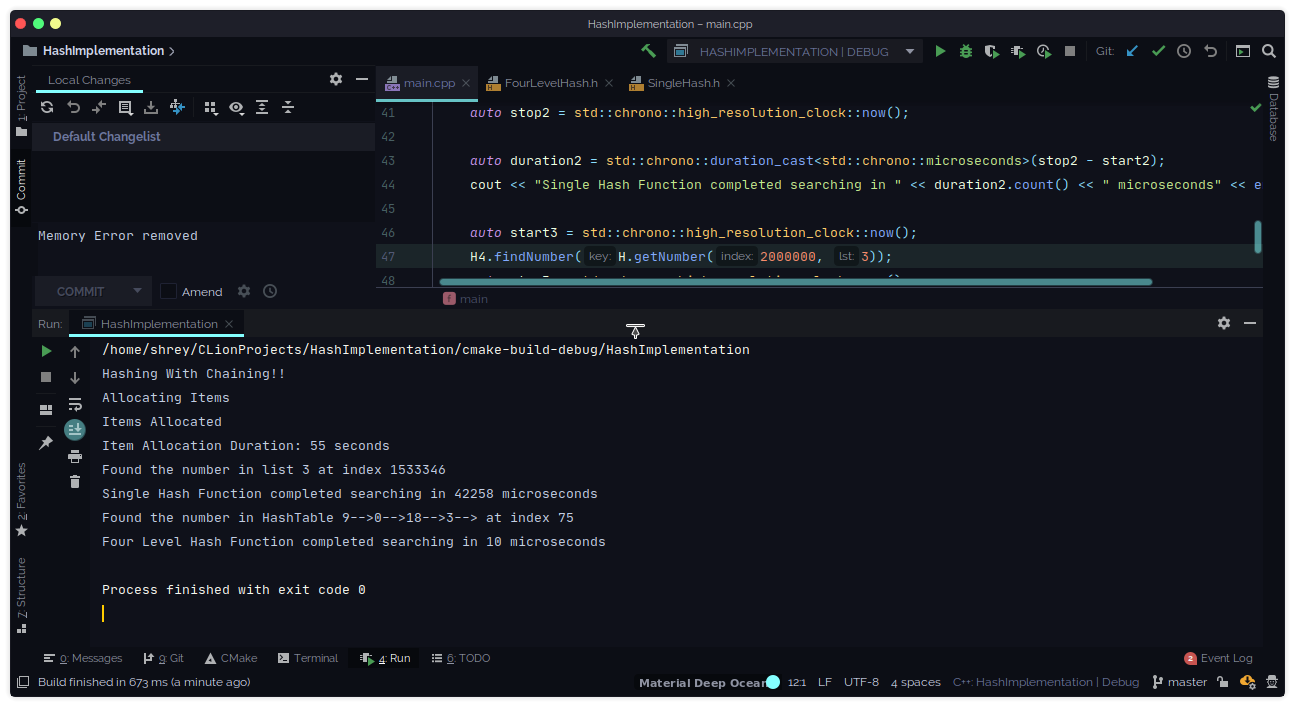 HashImplementation – main.cpp
HashImplementation
HASHIMPLEMENTATION | DEBUG
Git:
1: Project
Commit
Local Changes
Default Changelist
Memory Error removed
COMMIT
Amend
main.cpp
FourLevelHash.h
SingleHash.h
Database
41 auto stop2 = std::chrono::high_resolution_clock::now();
42
43 auto duration2 = std::chrono::duration_cast<std::chrono::microseconds>(stop2 - start2);
44 cout << "Single Hash Function completed searching in " << duration2.count() << " microseconds" << e
45
46 auto start3 = std::chrono::high_resolution_clock::now();
47 H4.findNumber( key: H.getNumber( index: 2000000, lst: 3));
48
f main
Run: HashImplementation
/home/shrey/CLionProjects/HashImplementation/cmake-build-debug/HashImplementation
Hashing With Chaining!!
Allocating Items
Items Allocated
Item Allocation Duration: 55 seconds
Found the number in list 3 at index 1533346
Single Hash Function completed searching in 42258 microseconds
Found the number in HashTable 9-->0-->18-->3--> at index 75
Four Level Hash Function completed searching in 10 microseconds
Process finished with exit code 0
2: Favorites
7: Structure
0: Messages
9: Git
CMake
Terminal
4: Run
6: TODO
2 Event Log
Build finished in 673 ms (a minute ago)
Material Deep Ocean
12:1
LF
UTF-8
4 spaces
C++: HashImplementation | Debug
master